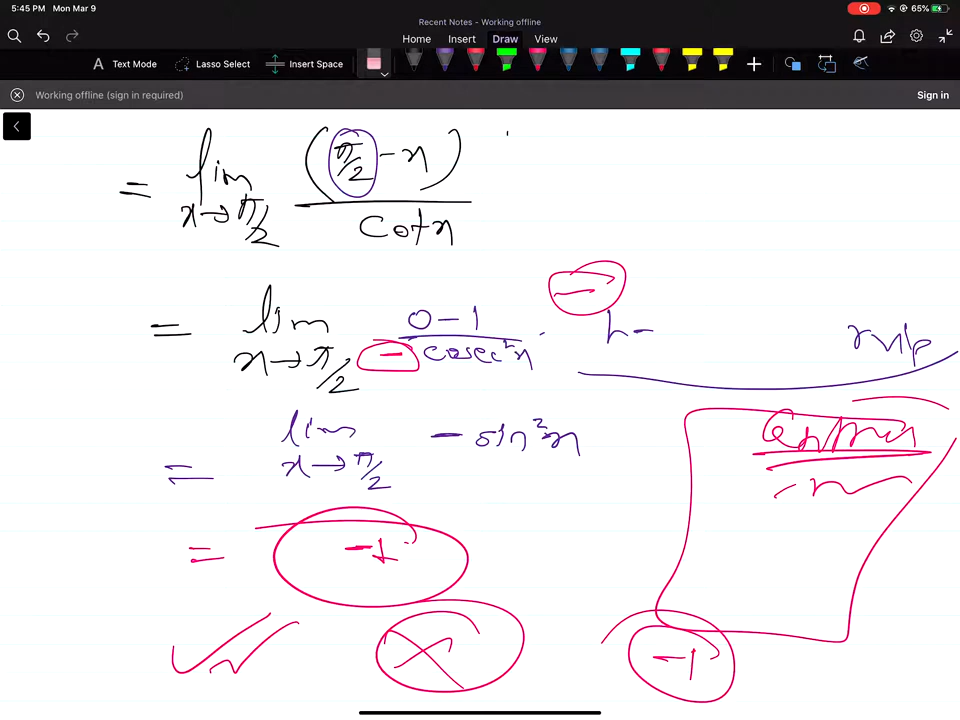 5:45 PM Mon Mar 9
65%
Recent Notes - Working offline
Home Insert Draw View
Text Mode Lasso Select Insert Space
Working offline (sign in required) Sign in
= lim x→π/2 (π/2 - x) / cot x
= lim x→π/2 0-1 / - cosec²x
h-
rule
= lim x→π/2 - sin²x
= -1
-1